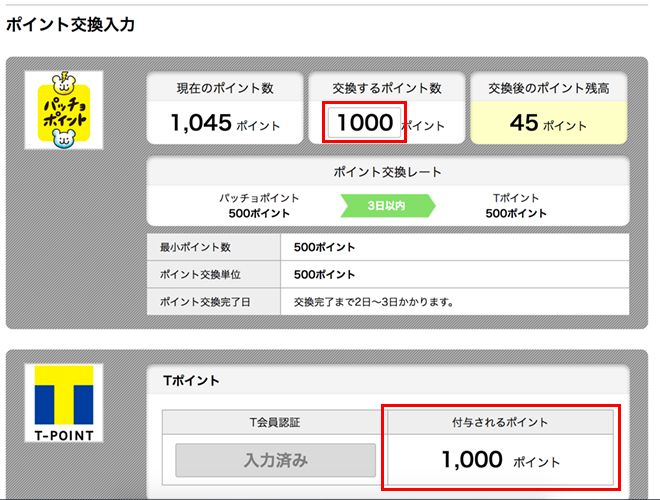 ポイント交換入力
パッチョ
ポイント
現在のポイント数
1,045 ポイント
交換するポイント数
1000 ポイント
交換後のポイント残高
45 ポイント
ポイント交換レート
パッチョポイント
500ポイント
3日以内
Tポイント
500ポイント
最小ポイント数 500ポイント
ポイント交換単位 500ポイント
ポイント交換完了日 交換完了まで2日〜3日かかります。
T-POINT
Tポイント
T会員認証 付与されるポイント
入力済み 1,000 ポイント